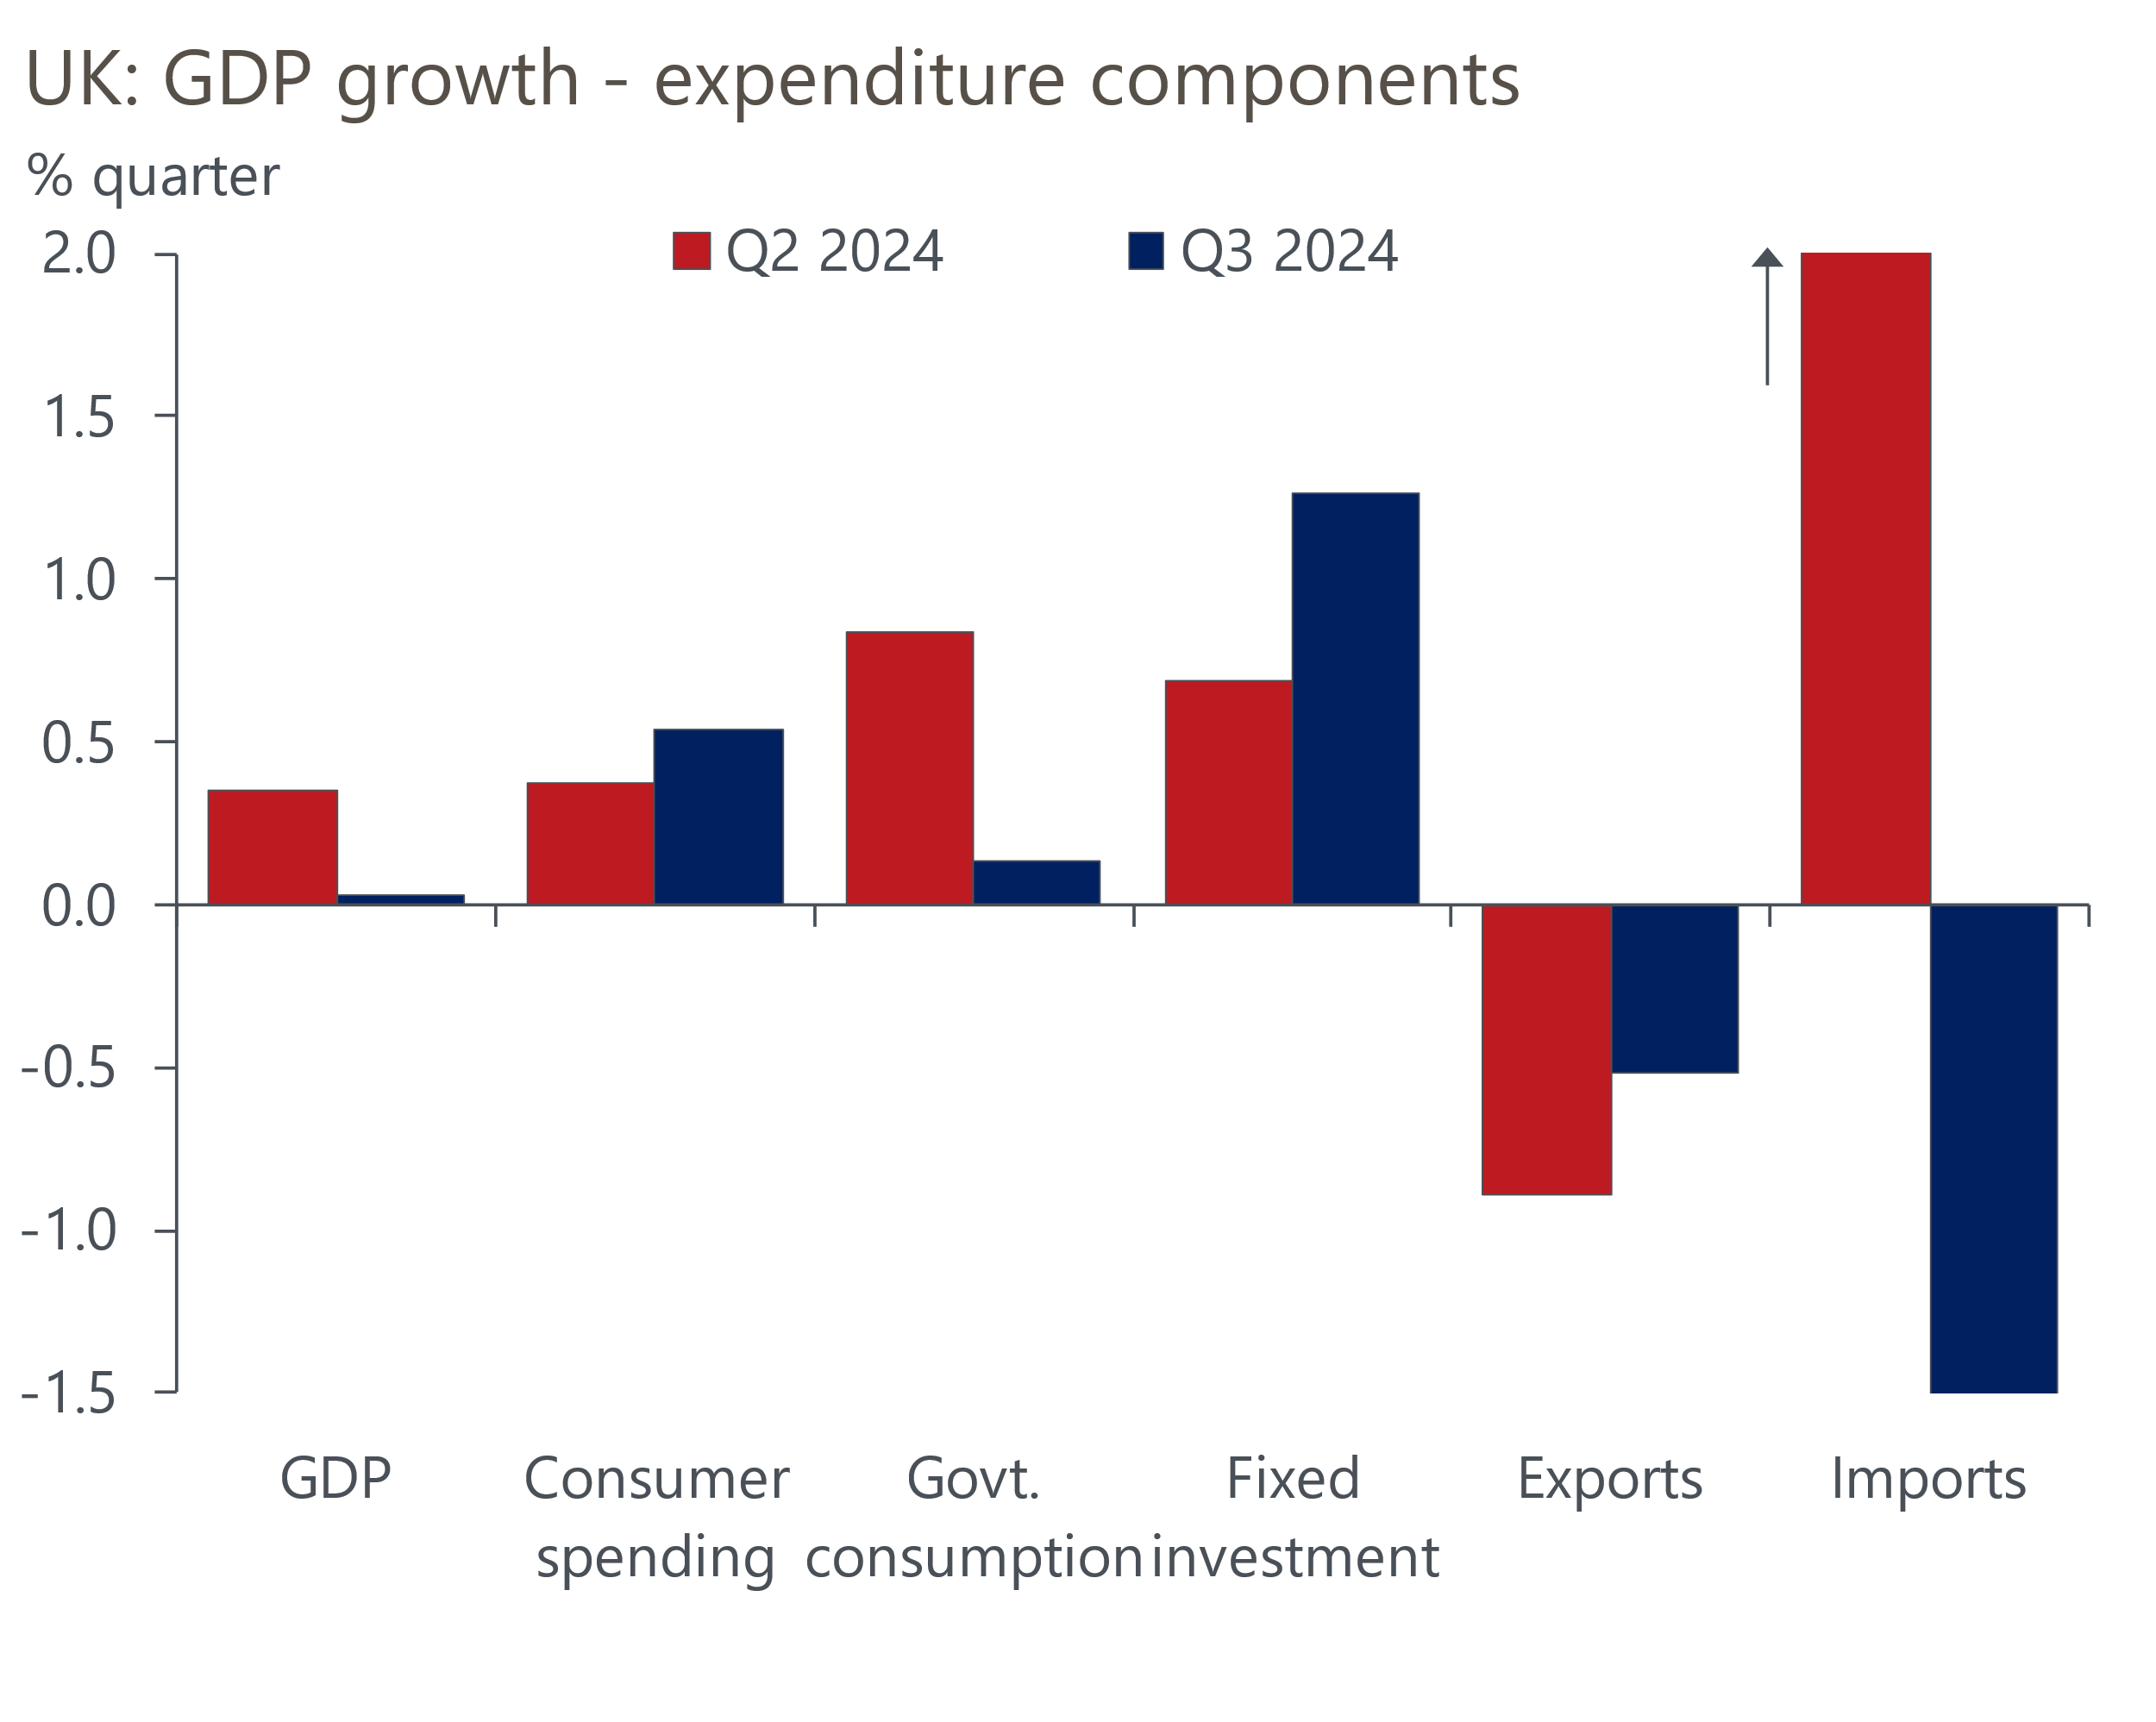 UK: GDP growth - expenditure components
% quarter
Q2 2024 Q3 2024
2.0
1.5
1.0
0.5
0.0
-0.5
-1.0
-1.5
GDP Consumer Govt. Fixed Exports Imports
spending consumption investment